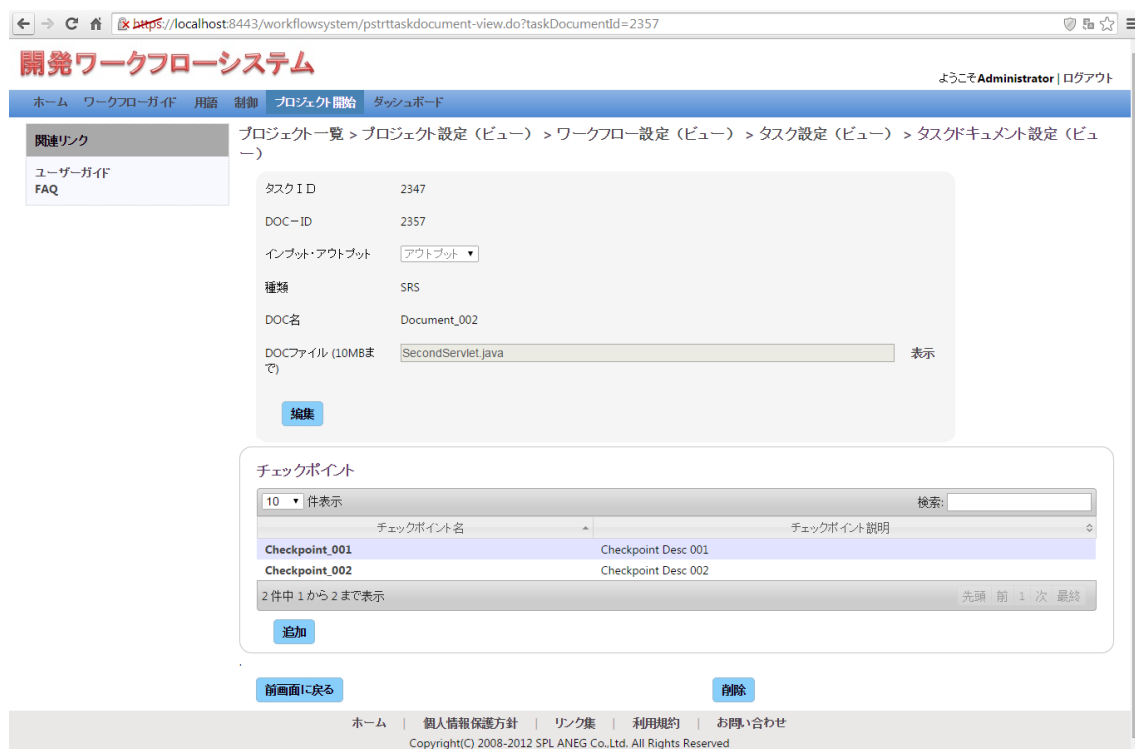 https://localhost:8443/workflowsystem/pstrttaskdocument-view.do?taskDocumentId=2357
開発ワークフローシステム
ようこそAdministrator | ログアウト
ホーム ワークフローガイド 用語 制御 プロジェクト開始 ダッシュボード
関連リンク
ユーザーガイド
FAQ
プロジェクト一覧 > プロジェクト設定（ビュー） > ワークフロー設定（ビュー） > タスク設定（ビュー） > タスクドキュメント設定（ビュ
ー）
タスクＩＤ 2347
DOC－ID 2357
インプット・アウトプット アウトプット
種類 SRS
DOC名 Document_002
DOCファイル (10MBま
で) SecondServlet.java 表示
編集
チェックポイント
10 件表示 検索:
チェックポイント名 チェックポイント説明
Checkpoint_001 Checkpoint Desc 001
Checkpoint_002 Checkpoint Desc 002
2 件中 1 から 2 まで表示 先頭 前 1 次 最終
追加
.
前画面に戻る 削除
ホーム | 個人情報保護方針 | リンク集 | 利用規約 | お問い合わせ
Copyright(C) 2008-2012 SPL ANEG Co.,Ltd. All Rights Reserved